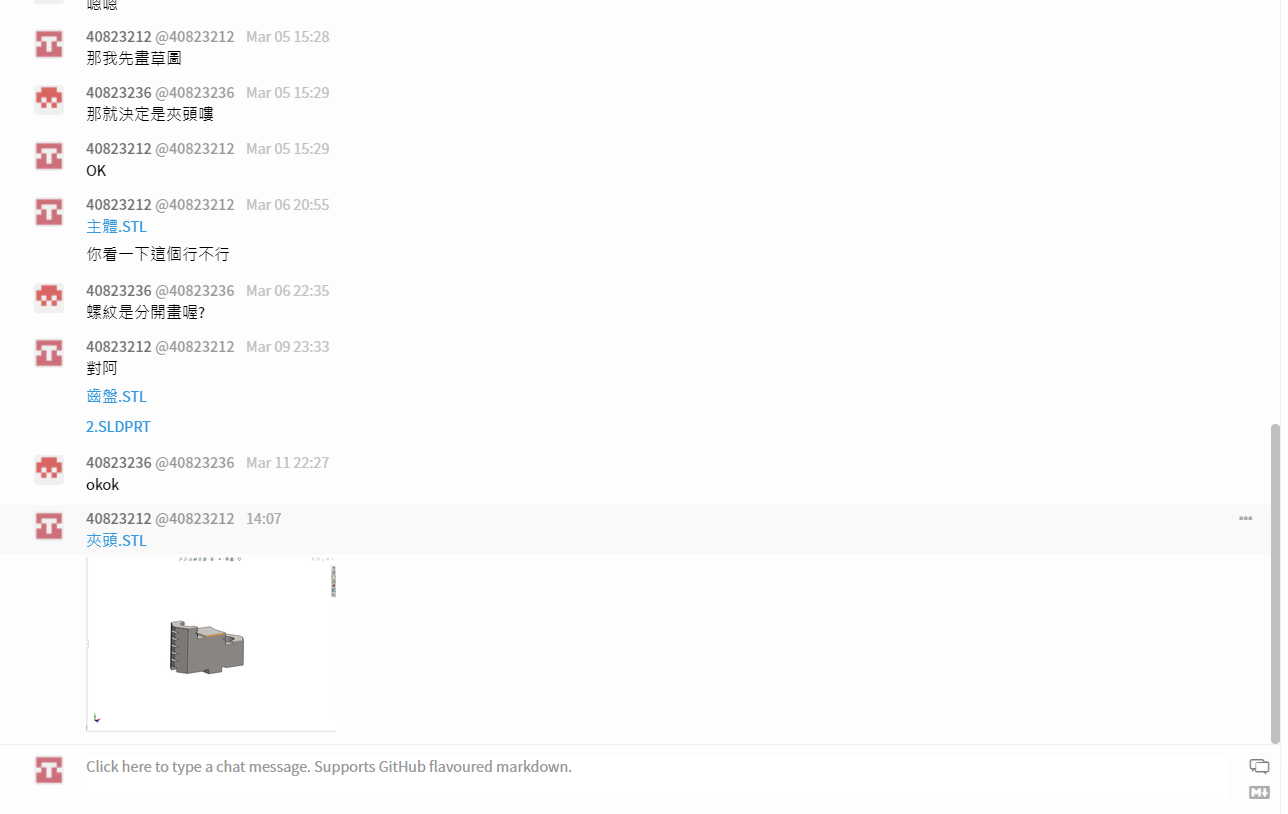 嗯嗯
40823212 @40823212 Mar 05 15:28
那我先畫草圖
40823236 @40823236 Mar 05 15:29
那就決定是夾頭嘍
40823212 @40823212 Mar 05 15:29
OK
40823212 @40823212 Mar 06 20:55
主體.STL
你看一下這個行不行
40823236 @40823236 Mar 06 22:35
螺紋是分開畫喔?
40823212 @40823212 Mar 09 23:33
對阿
齒盤.STL
2.SLDPRT
40823236 @40823236 Mar 11 22:27
okok
40823212 @40823212 14:07
夾頭.STL
Click here to type a chat message. Supports GitHub flavoured markdown.